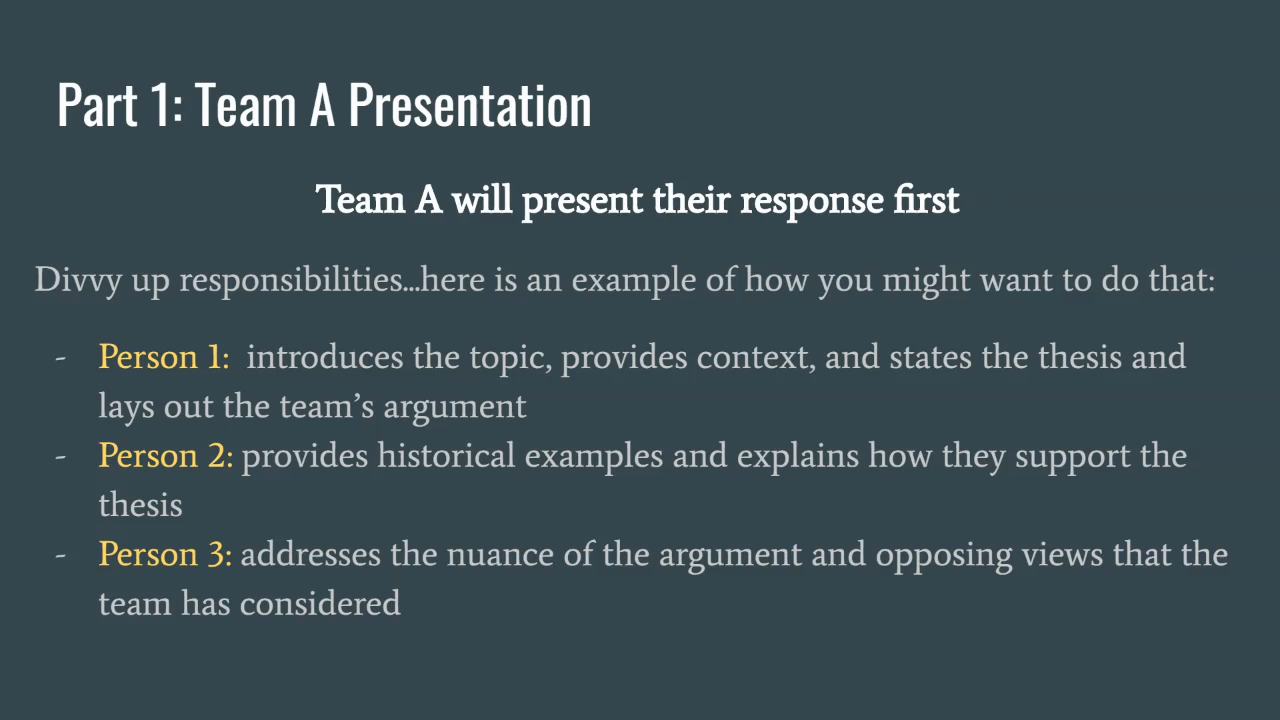 Part 1: Team A Presentation
Team A will present their response first
Divvy up responsibilities...here is an example of how you might want to do that:
- Person 1:  introduces the topic, provides context, and states the thesis and
lays out the team’s argument
- Person 2: provides historical examples and explains how they support the
thesis
- Person 3: addresses the nuance of the argument and opposing views that the
team has considered